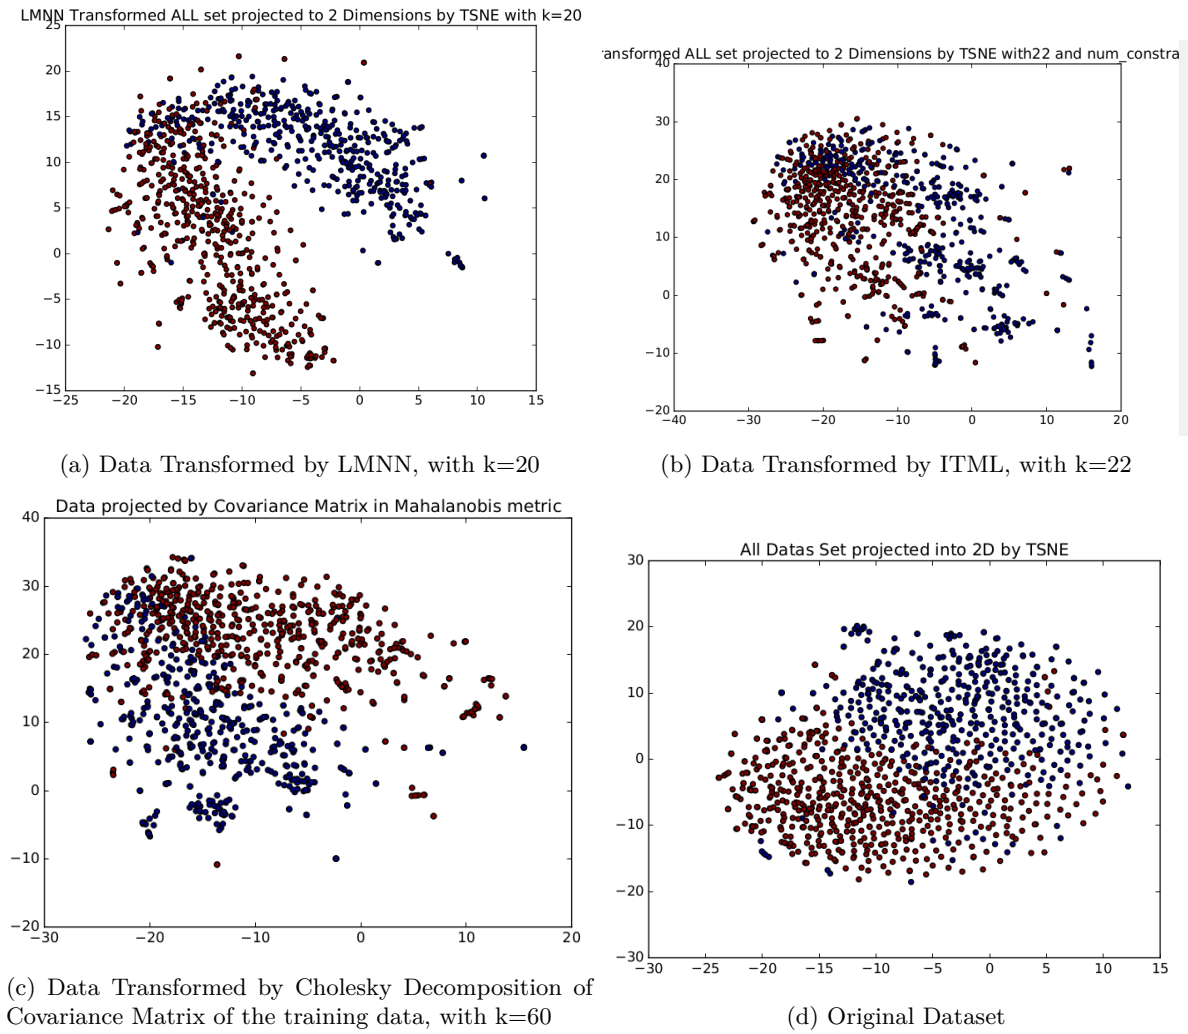 LMNN Transformed ALL set projected to 2 Dimensions by TSNE with k=20
25
20
15
10
5
0
−5
−10
−15
−25 −20 −15 −10 −5 0 5 10 15
(a) Data Transformed by LMNN, with k=20
ransformed ALL set projected to 2 Dimensions by TSNE with22 and num_constra
40
30
20
10
0
−10
−20
−40 −30 −20 −10 0 10 20
(b) Data Transformed by ITML, with k=22
Data projected by Covariance Matrix in Mahalanobis metric
40
30
20
10
0
−10
−20
−30 −20 −10 0 10 20
(c) Data Transformed by Cholesky Decomposition of
Covariance Matrix of the training data, with k=60
All Datas Set projected into 2D by TSNE
30
20
10
0
−10
−20
−30
−30 −25 −20 −15 −10 −5 0 5 10 15
(d) Original Dataset